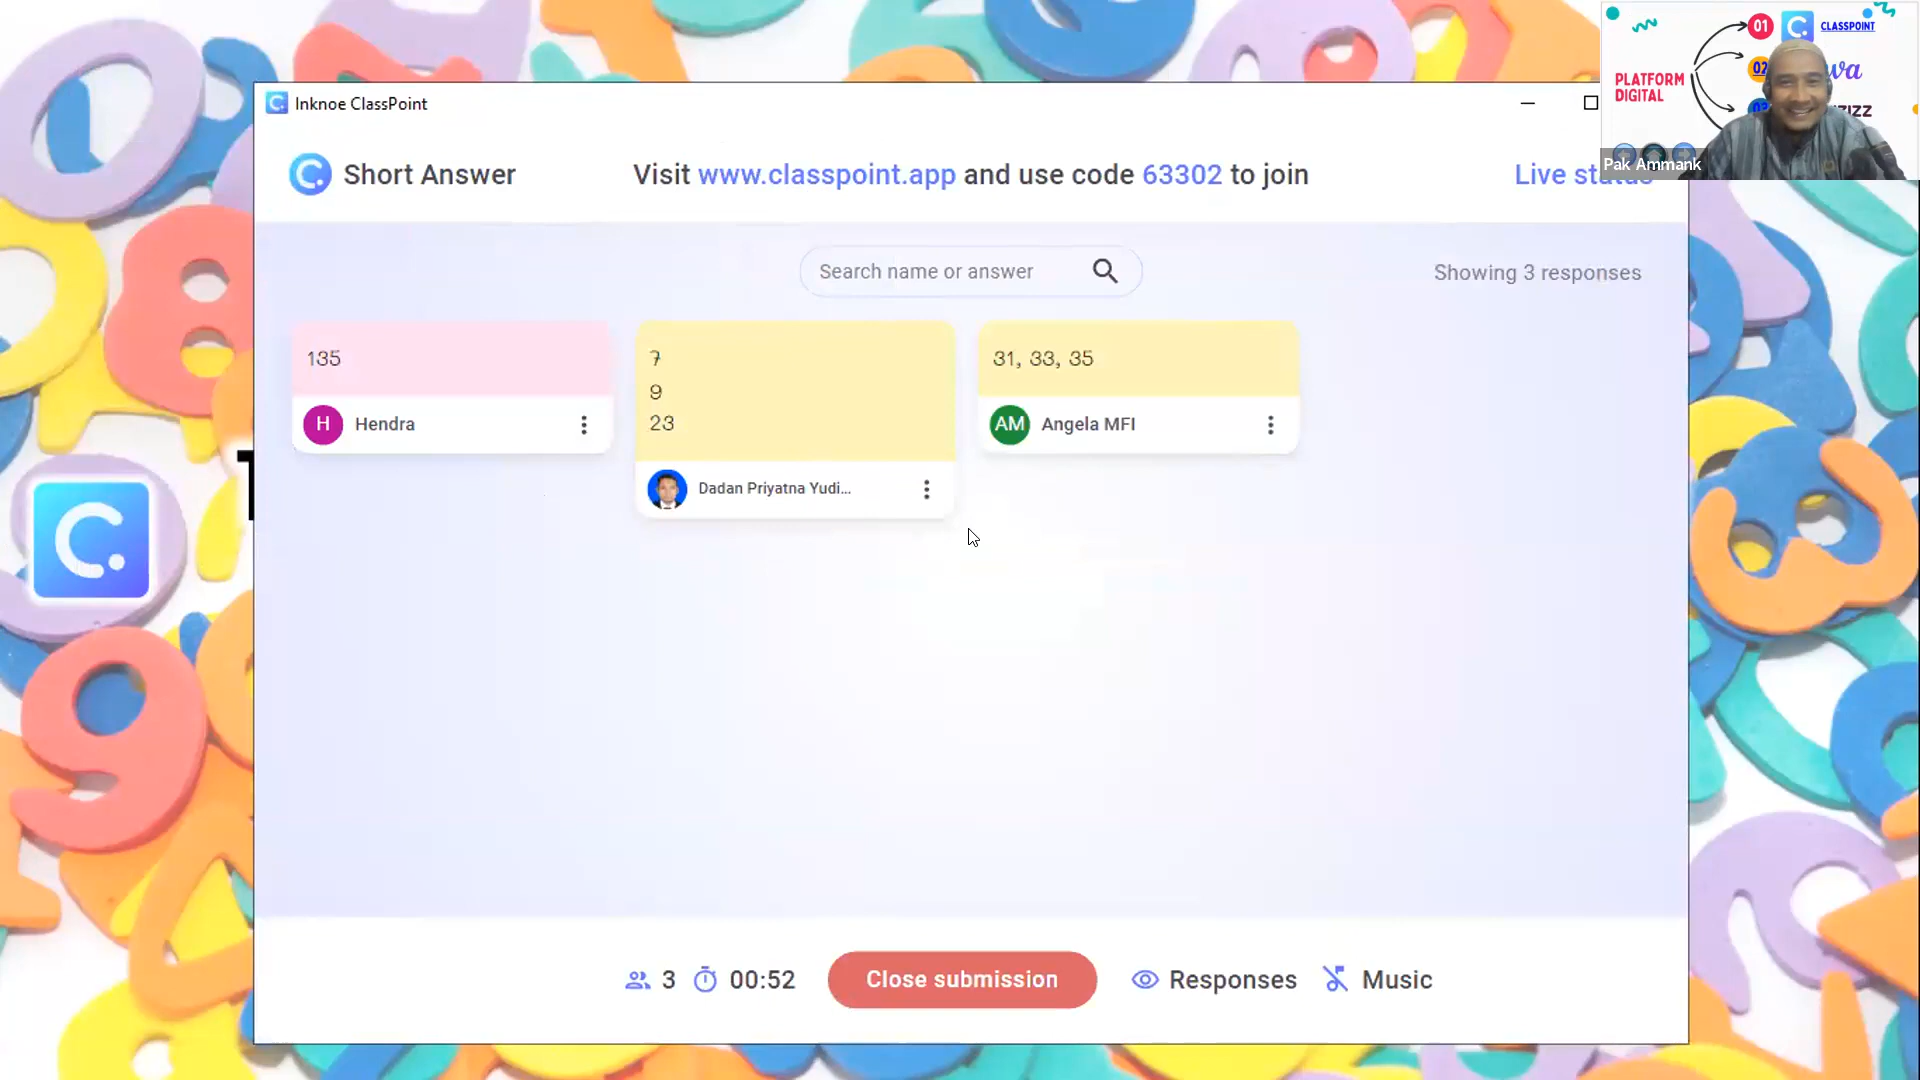 Inknoe ClassPoint
Short Answer
Visit www.classpoint.app and use code 63302 to join
Live status
Search name or answer
Showing 3 responses
135
Hendra
H
7
9
23
Dadan Priyatna Yudi...
31, 33, 35
AM
Angela MFI
3
00:52
Close submission
Responses
Music
PLATFORM
DIGITAL
01
CLASSPOINT
02
Pak Ammank